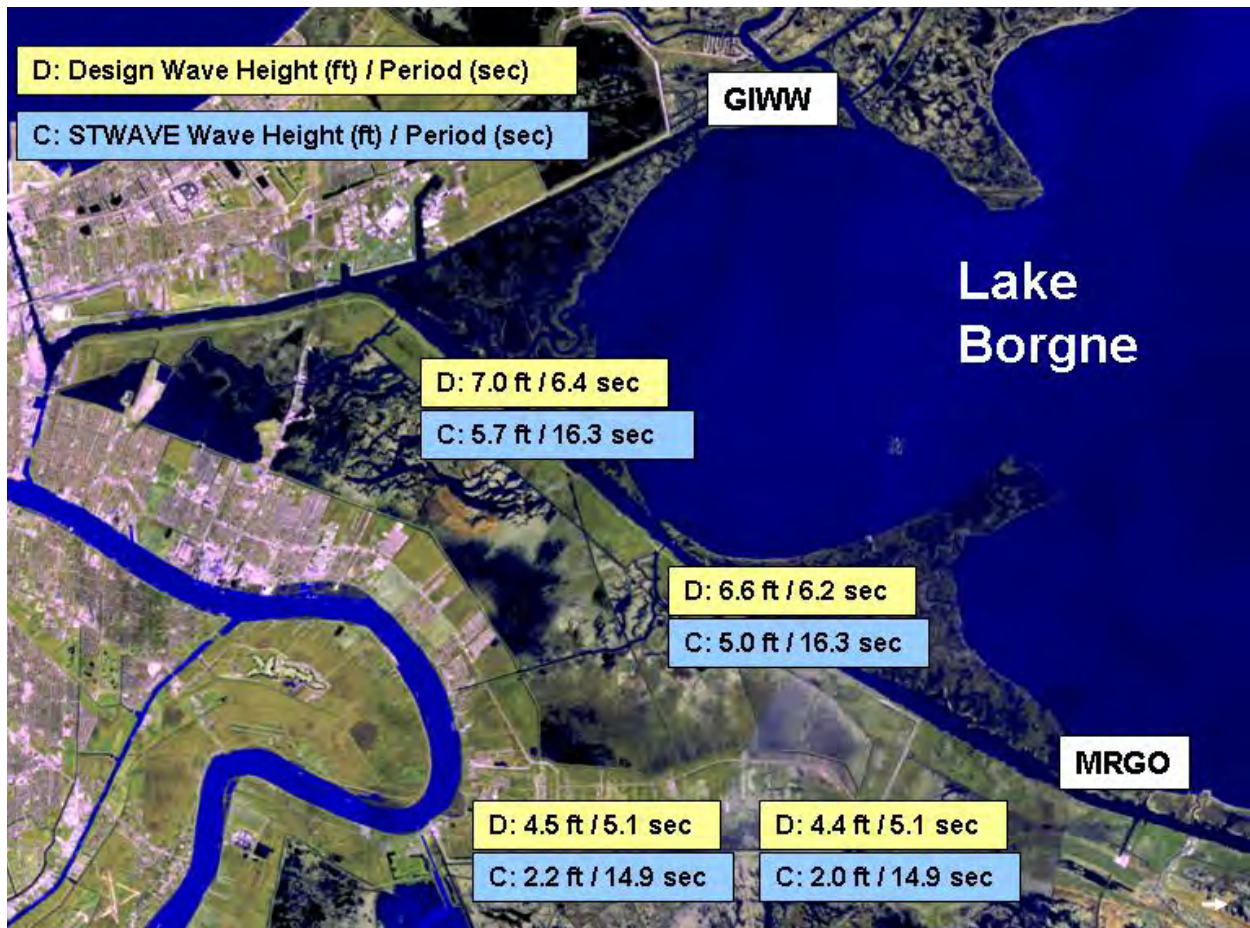 D: Design Wave Height (ft) / Period (sec)
C: STWAVE Wave Height (ft) / Period (sec)
GIWW
Lake
Borgne
D: 7.0 ft / 6.4 sec
C: 5.7 ft / 16.3 sec
D: 6.6 ft / 6.2 sec
C: 5.0 ft / 16.3 sec
MRGO
D: 4.5 ft / 5.1 sec
C: 2.2 ft / 14.9 sec
D: 4.4 ft / 5.1 sec
C: 2.0 ft / 14.9 sec